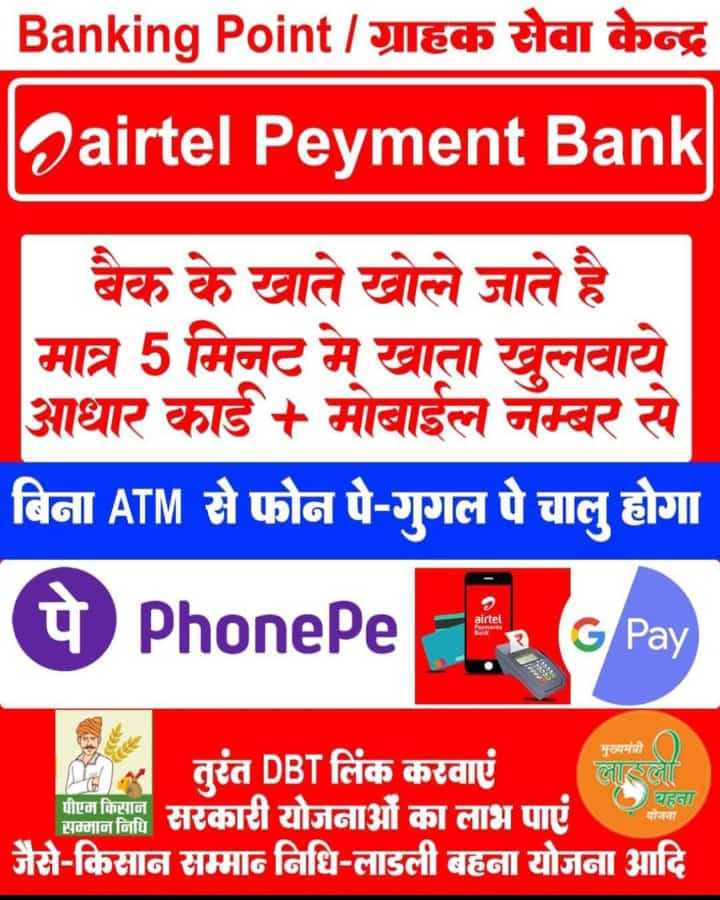 Banking Point / ग्राहक सेवा केन्द्र
airtel Peyment Bank
बैक के खाते खोले जाते है
मात्र 5 मिनट मे खाता खुलवाये
आधार कार्ड + मोबाईल नम्बर से
बिना ATM से फोन पे-गुगल पे चालु होगा
पे PhonePe
airtel
Payments
Bank
₹
G Pay
पीएम किसान
सम्मान निधि
तुरंत DBT लिंक करवाएं
सरकारी योजनाओं का लाभ पाएं
मुख्यमंत्री
लाड़ली
बहना
योजना
जैसे-किसान सम्मान निधि-लाडली बहना योजना आदि